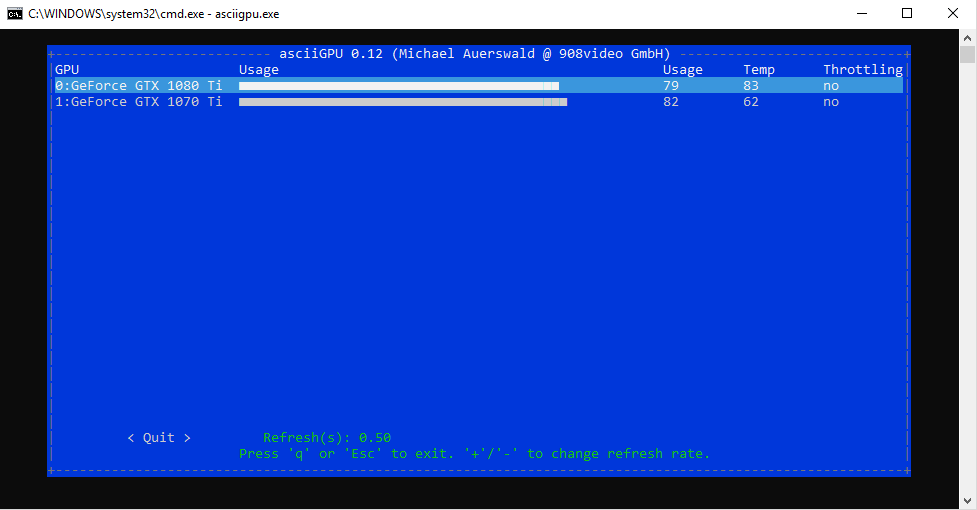 C:\WINDOWS\system32\cmd.exe - asciigpu.exe
asciiGPU 0.12 (Michael Auerswald @ 908video GmbH)
GPU Usage Usage Temp Throttling
0:GeForce GTX 1080 Ti 79 83 no
1:GeForce GTX 1070 Ti 82 62 no
< Quit > Refresh(s): 0.50
Press 'q' or 'Esc' to exit. '+'/'-' to change refresh rate.